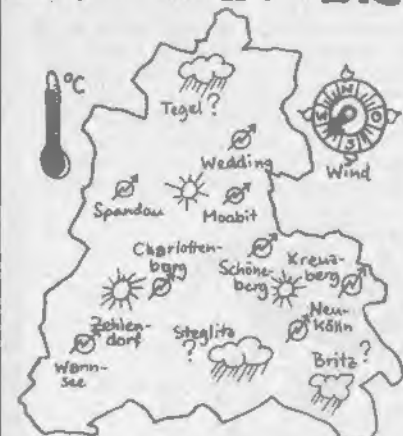 °C
Tegel?
N
W
O
S
Wind
Wedding
Spandau
Moabit
Charlotten-
burg
Schöne-
berg
Kreuz-
berg
Zehlen-
dorf
Steglitz
?
Neu-
kölln
Wann-
see
Britz?